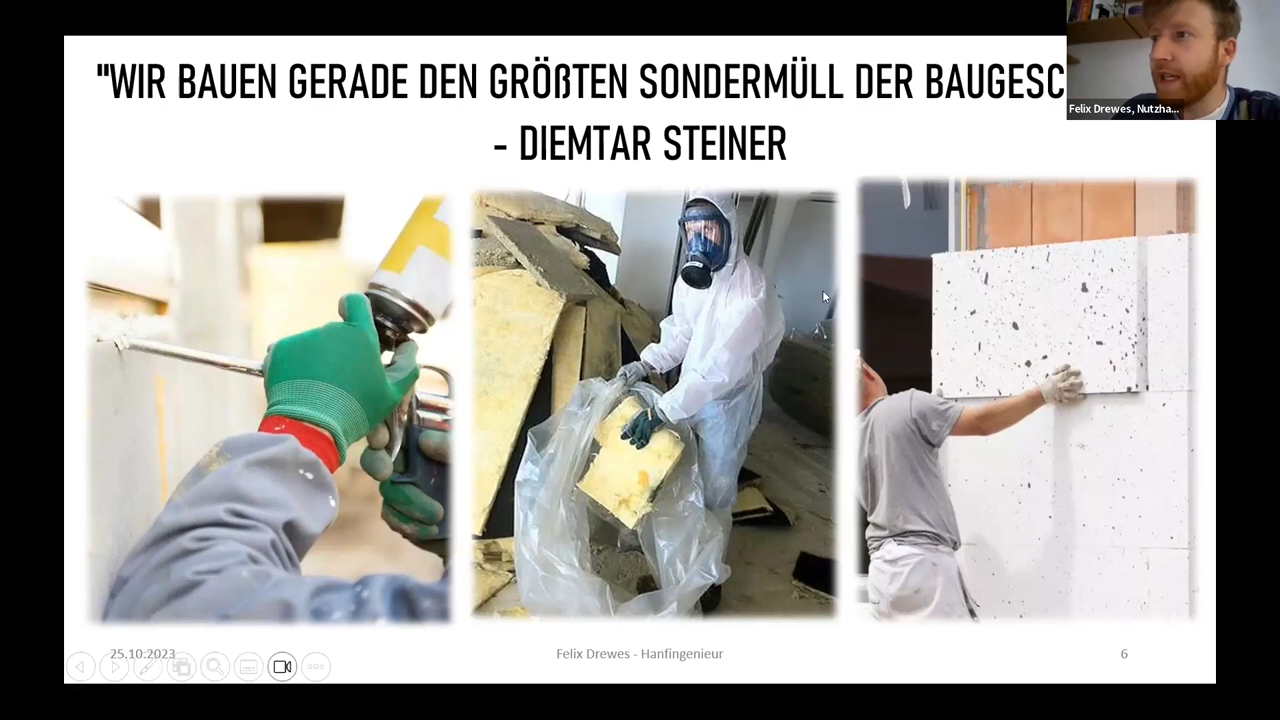 "WIR BAUEN GERADE DEN GRÖßTEN SONDERMÜLL DER BAUGESC
- DIEMTAR STEINER
Felix Drewes, Nutzha...
25.10.2023
Felix Drewes - Hanfingenieur
6